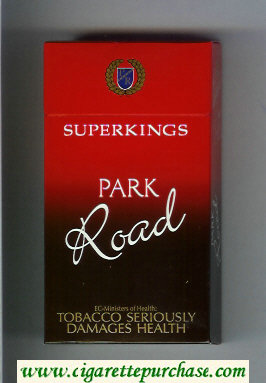 SUPERKINGS
PARK
Road
EC-Ministers of Health:
TOBACCO SERIOUSLY
DAMAGES HEALTH
www.cigarettepurchase.com